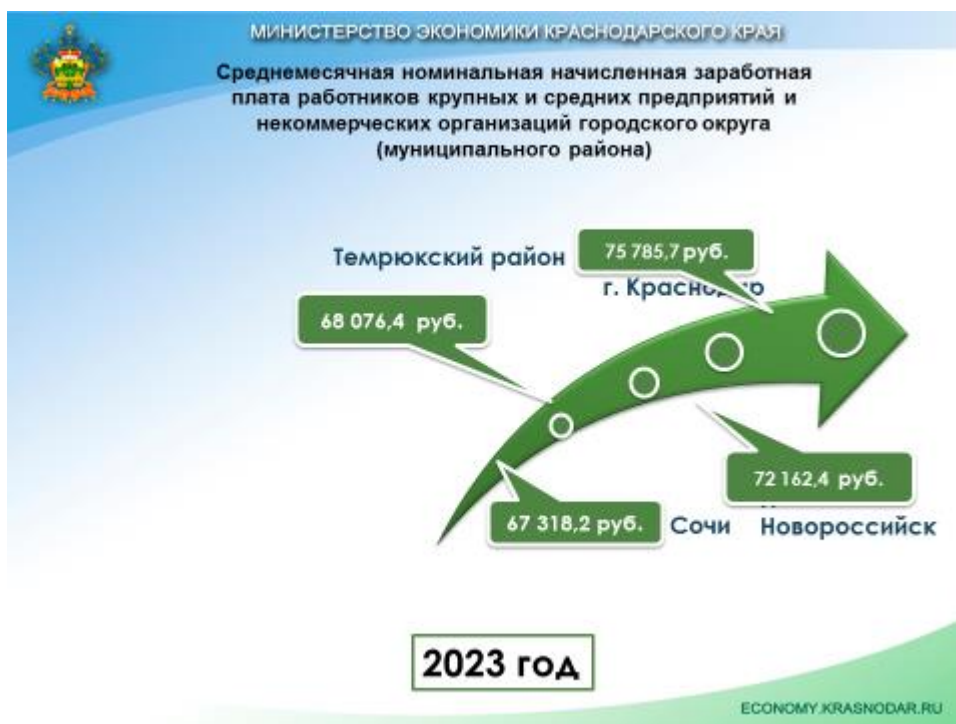 МИНИСТЕРСТВО ЭКОНОМИКИ КРАСНОДАРСКОГО КРАЯ
Среднемесячная номинальная начисленная заработная
плата работников крупных и средних предприятий и
некоммерческих организаций городского округа
(муниципального района)
Темрюкский район
75 785,7 руб.
г. Краснодар
68 076,4 руб.
72 162,4 руб.
67 318,2 руб.
Сочи
Новороссийск
2023 год
ECONOMY.KRASNODAR.RU